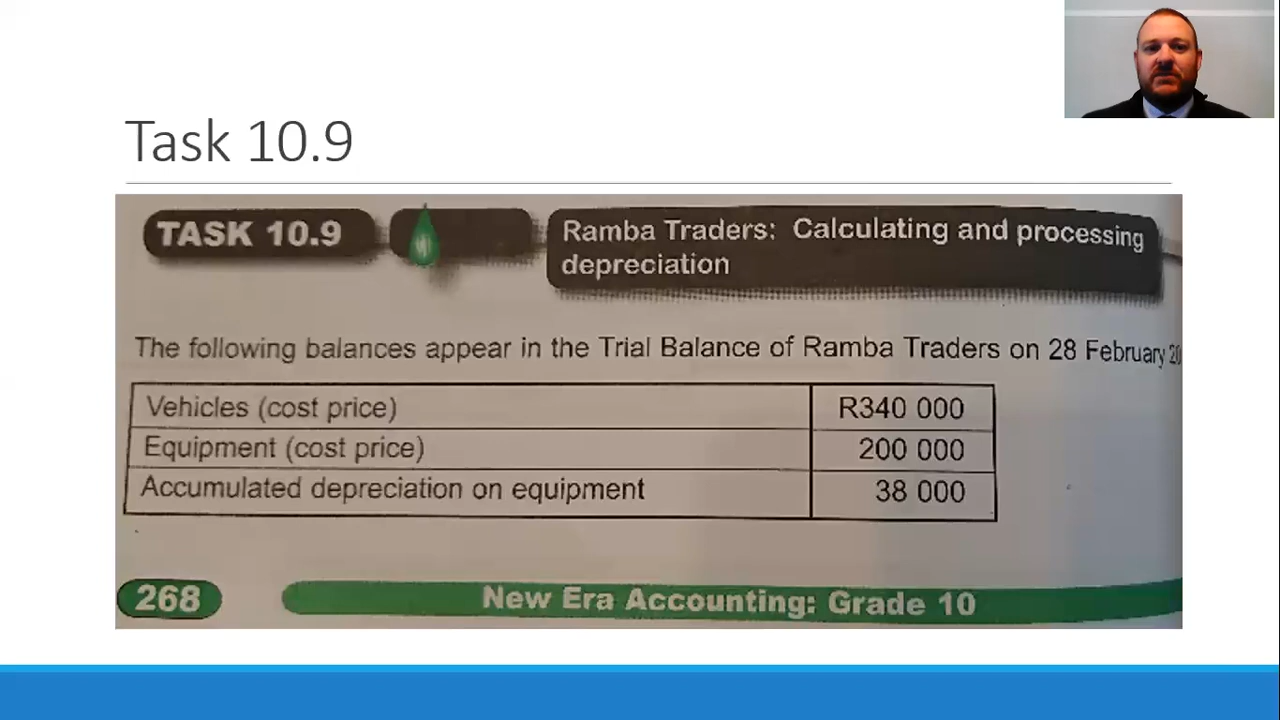 Task 10.9
TASK 10.9
Ramba Traders: Calculating and processing
depreciation
The following balances appear in the Trial Balance of Ramba Traders on 28 February
Vehicles (cost price) R340 000
Equipment (cost price) 200 000
Accumulated depreciation on equipment 38 000
268 New Era Accounting: Grade 10